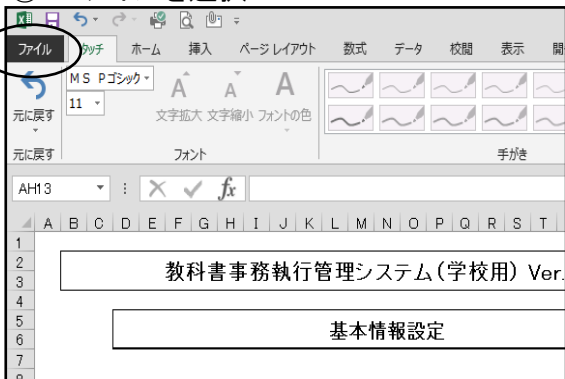 ファイル タッチ ホーム 挿入 ページ レイアウト 数式 データ 校閲 表示 開
MS Pゴシック
11
A A A
元に戻す 文字拡大 文字縮小 フォントの色
元に戻す フォント 手がき
AH13 fx
A B C D E F G H I J K L M N O P Q R S T
1
2
教科書事務執行管理システム(学校用) Ver.
3
4
5
基本情報設定
6
7